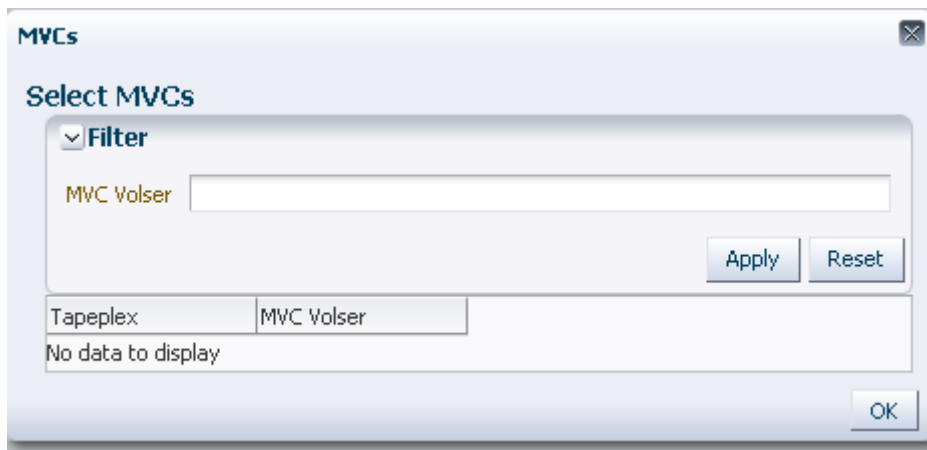 MVCs
Select MVCs
Filter
MVC Volser
Apply Reset
Tapeplex MVC Volser
No data to display
OK